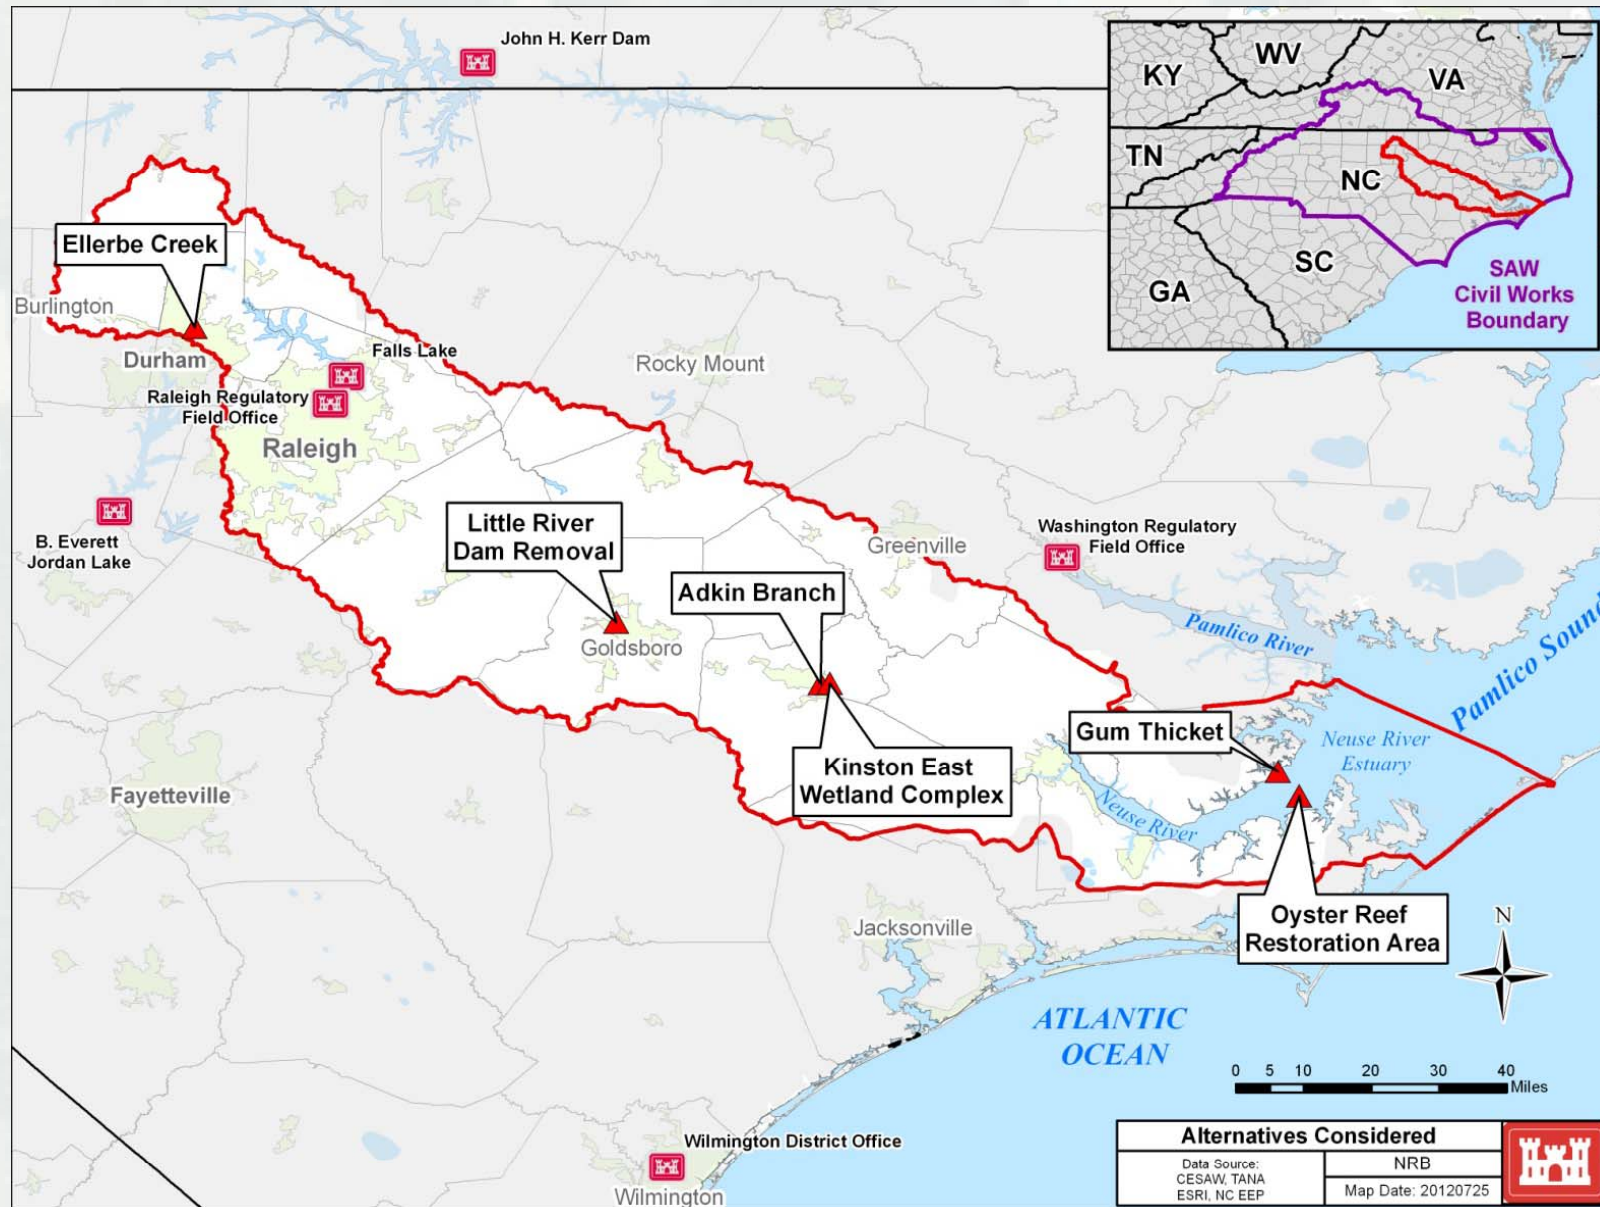 John H. Kerr Dam
KY
WV
VA
TN
NC
SC
GA
SAW
Civil Works
Boundary
Ellerbe Creek
Burlington
Durham
Falls Lake
Raleigh Regulatory
Field Office
Raleigh
Rocky Mount
B. Everett
Jordan Lake
Little River
Dam Removal
Goldsboro
Greenville
Washington Regulatory
Field Office
Adkin Branch
Kinston East
Wetland Complex
Pamlico River
Pamlico Sound
Gum Thicket
Neuse River
Estuary
Neuse River
Fayetteville
Oyster Reef
Restoration Area
Jacksonville
N
ATLANTIC
OCEAN
0 5 10 20 30 40
Miles
Wilmington District Office
Wilmington
Alternatives Considered
Data Source:
CESAW, TANA
ESRI, NC EEP
NRB
Map Date: 20120725